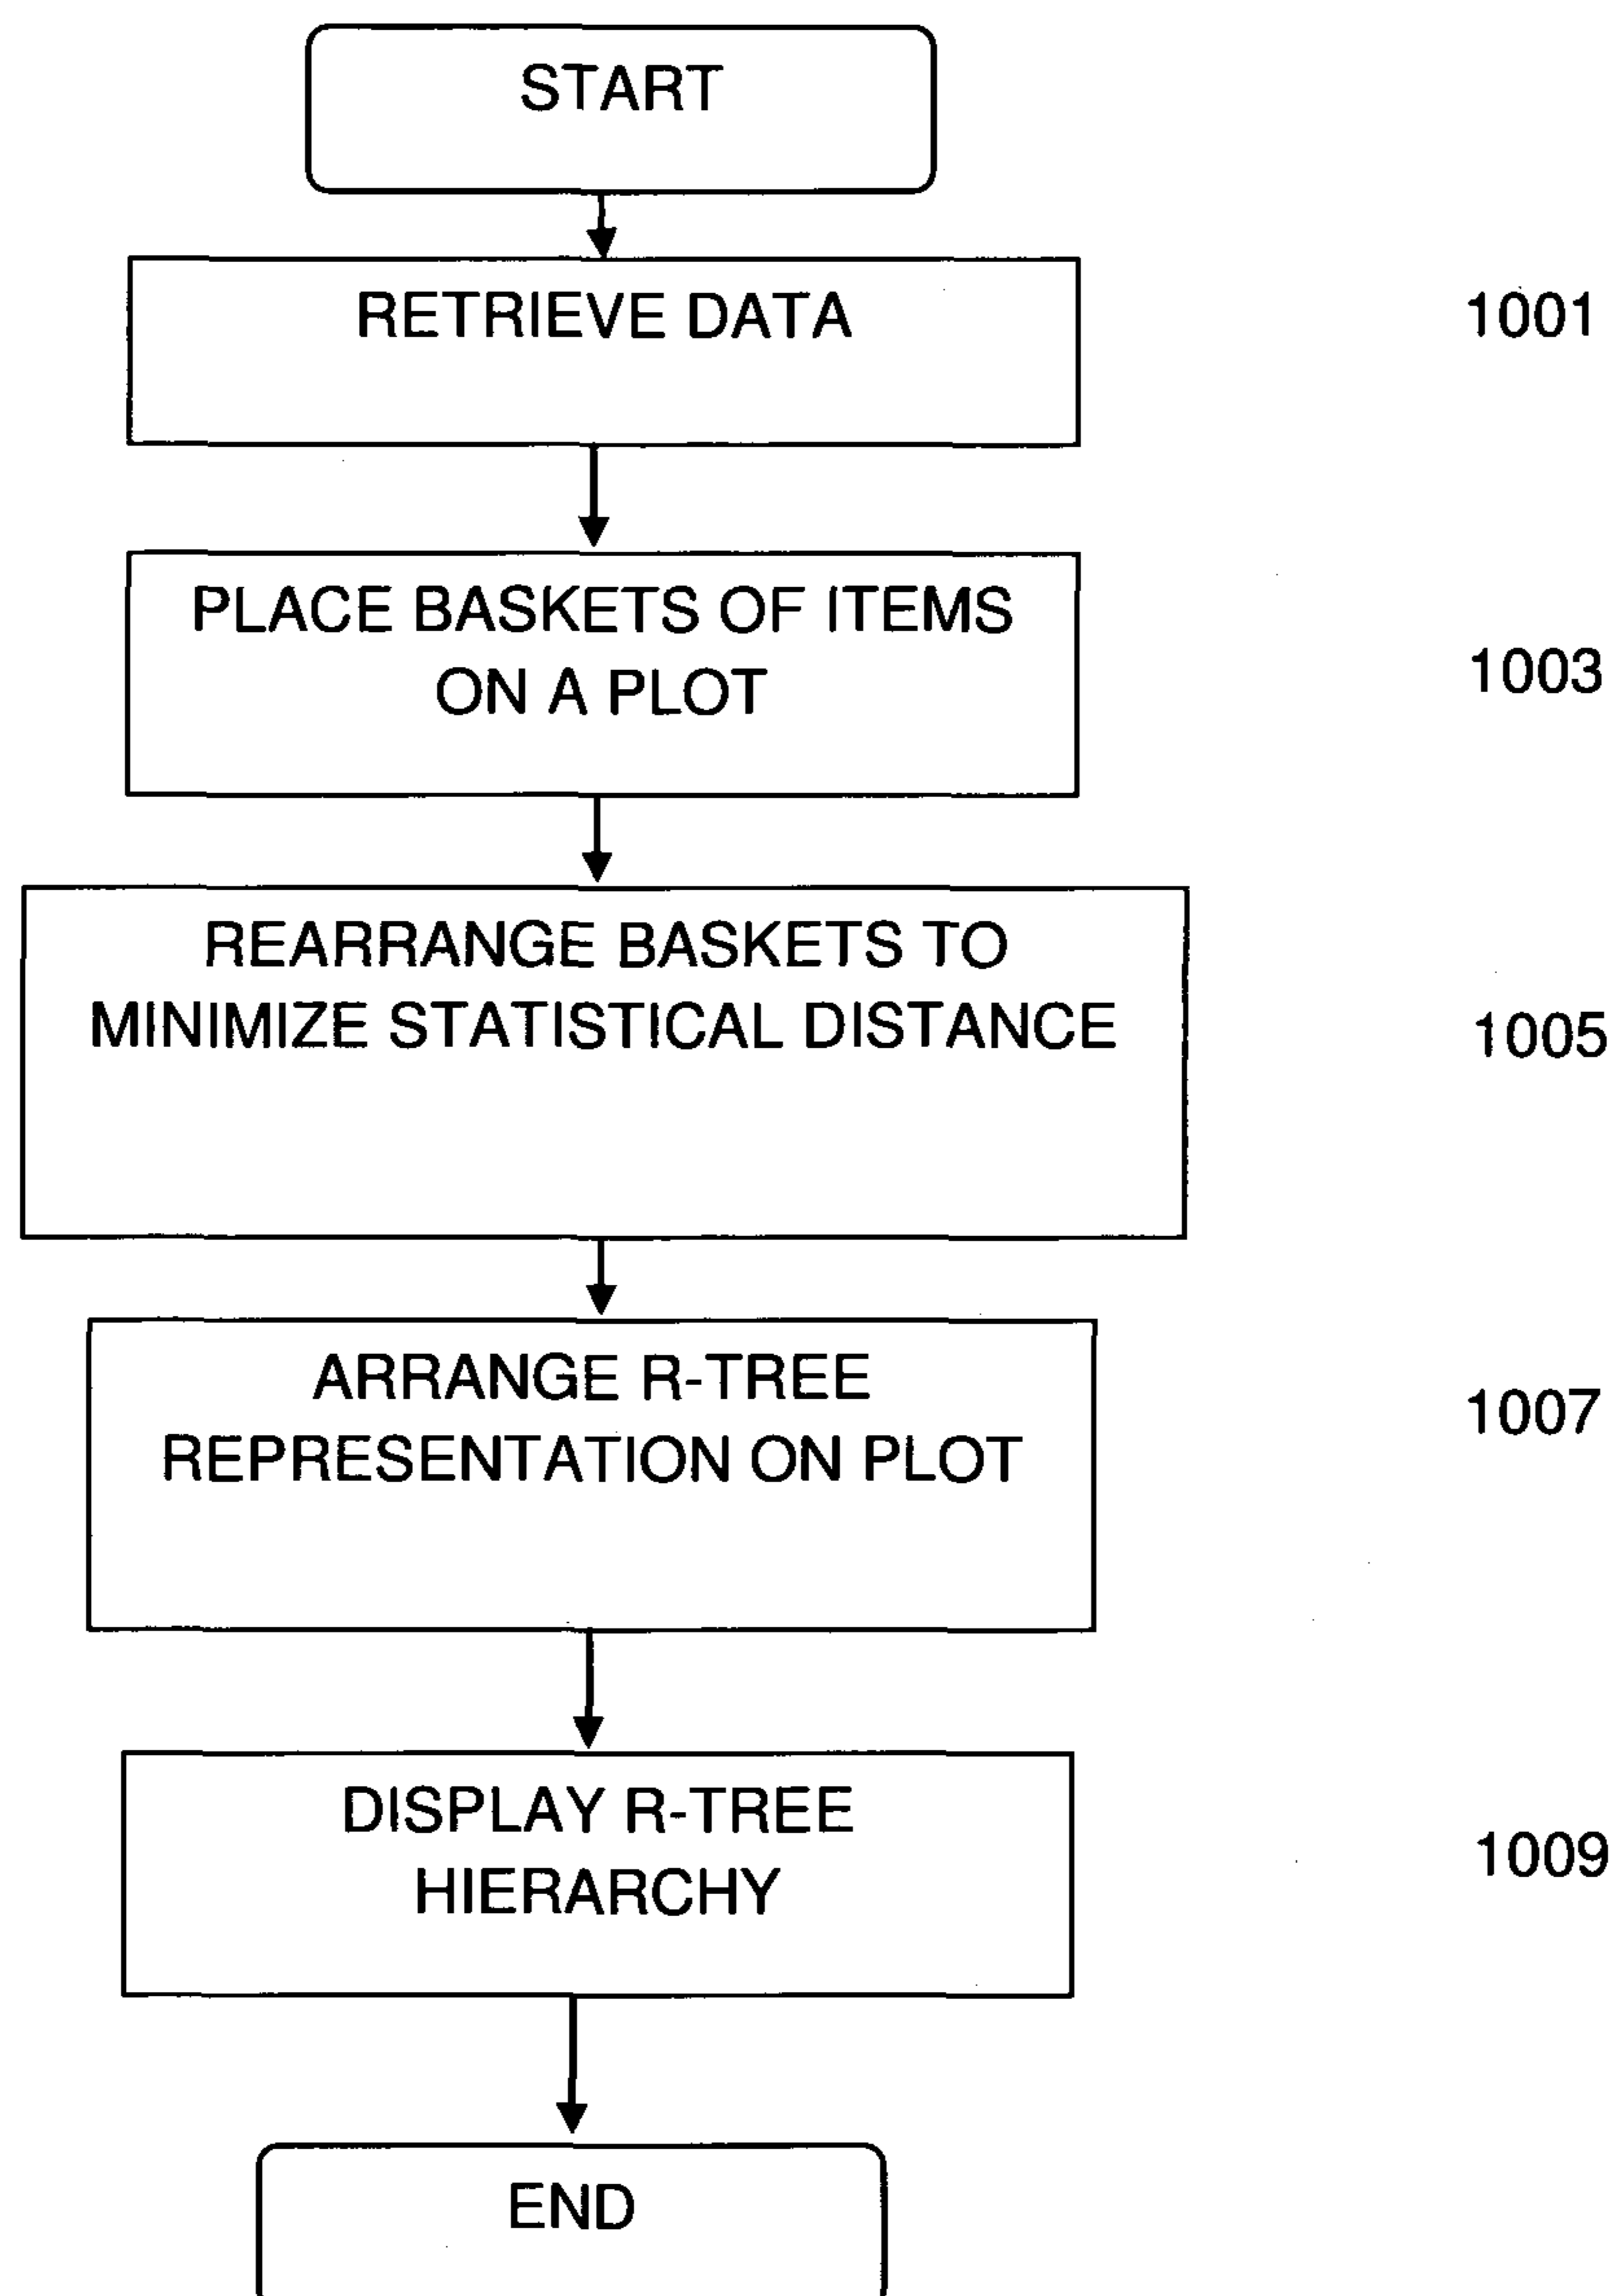 START
RETRIEVE DATA
1001
PLACE BASKETS OF ITEMS
ON A PLOT
1003
REARRANGE BASKETS TO
MINIMIZE STATISTICAL DISTANCE
1005
ARRANGE R-TREE
REPRESENTATION ON PLOT
1007
DISPLAY R-TREE
HIERARCHY
1009
END